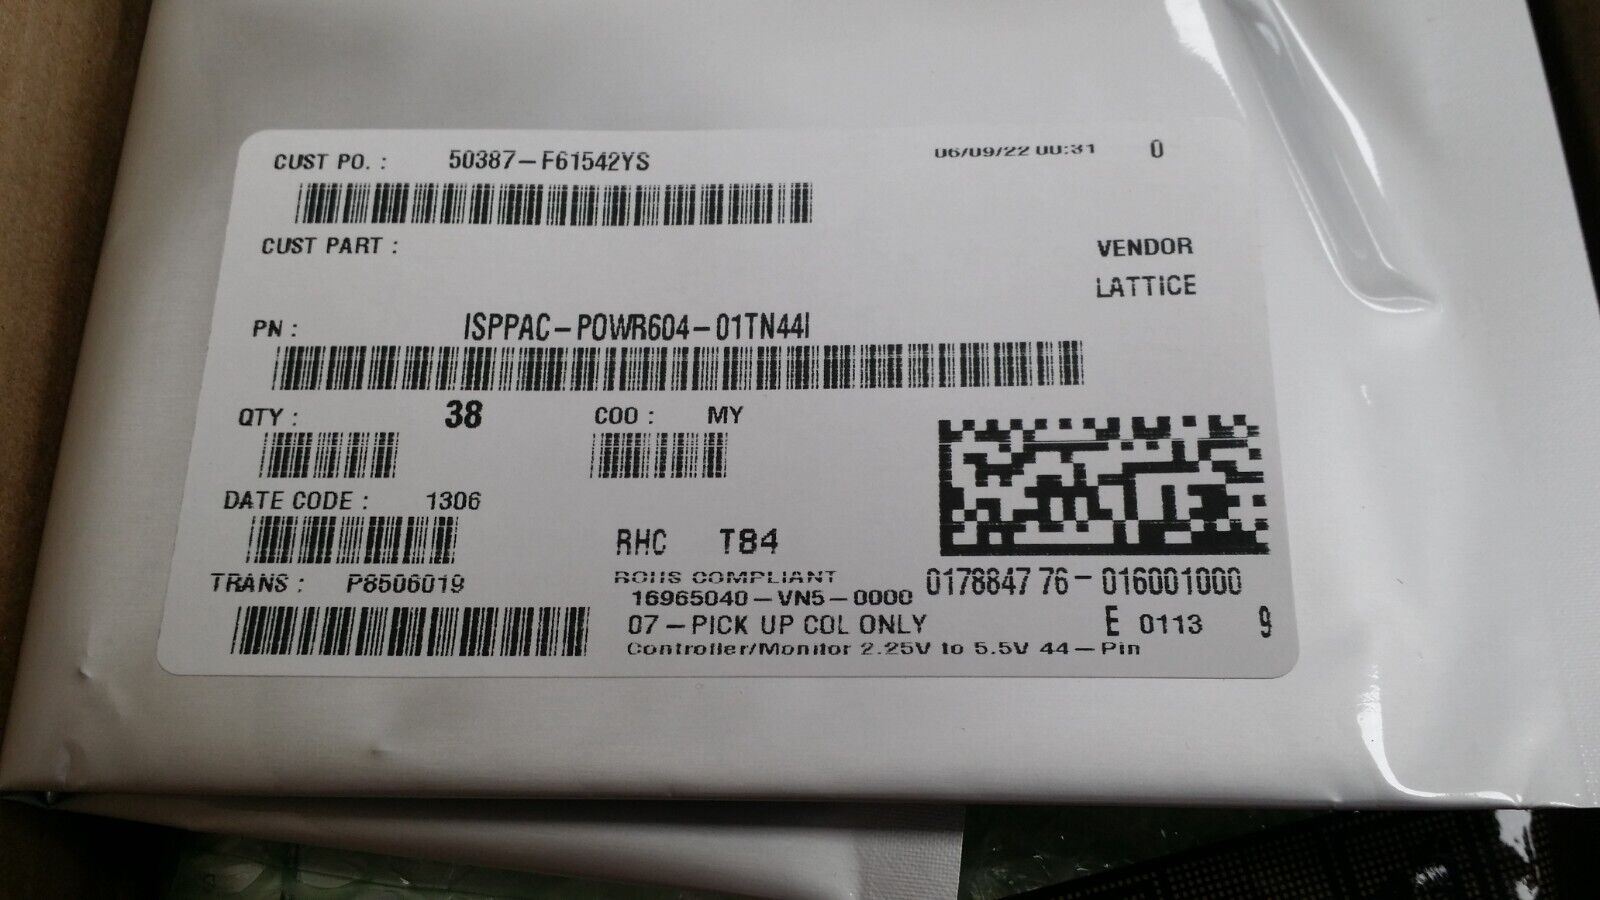 CUST PO. : 50387-F61542YS 06/09/22 00:31 0
CUST PART : VENDOR
LATTICE
PN : ISPPAC-POWR604-01TN44I
QTY : 38 COO : MY
DATE CODE : 1306
RHC T84
TRANS : P8506019 ROHS COMPLIANT 017884776-016001000
16965040-VN5-0000
07-PICK UP COL ONLY E 0113 9
Controller/Monitor 2.25V to 5.5V 44-Pin